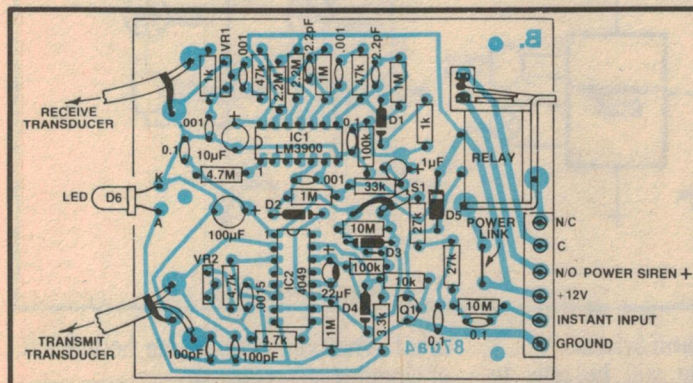 B.
1k
VR1
.001
47k
2.2M
2.2M
2.2pF
1M
.001
47k
2.2pF
1M
RECEIVE
TRANSDUCER
.001
0.1
10µF
+
IC1
LM3900
1
0.1
100k
D1
1k
RELAY
4.7M
.001
1M
33k
1µF
+
S1
LED
D6
K
A
100µF
+
D2
10M
D3
27k
D5
POWER
LINK
N/C
C
N/O POWER SIREN +
+12V
INSTANT INPUT
GROUND
VR2
4.7k
.0015
1
IC2
4049
+
22µF
100k
10k
27k
10M
D4
Q1
3.3k
0.1
0.1
TRANSMIT
TRANSDUCER
100pF
100pF
4.7k
1M
87ua4